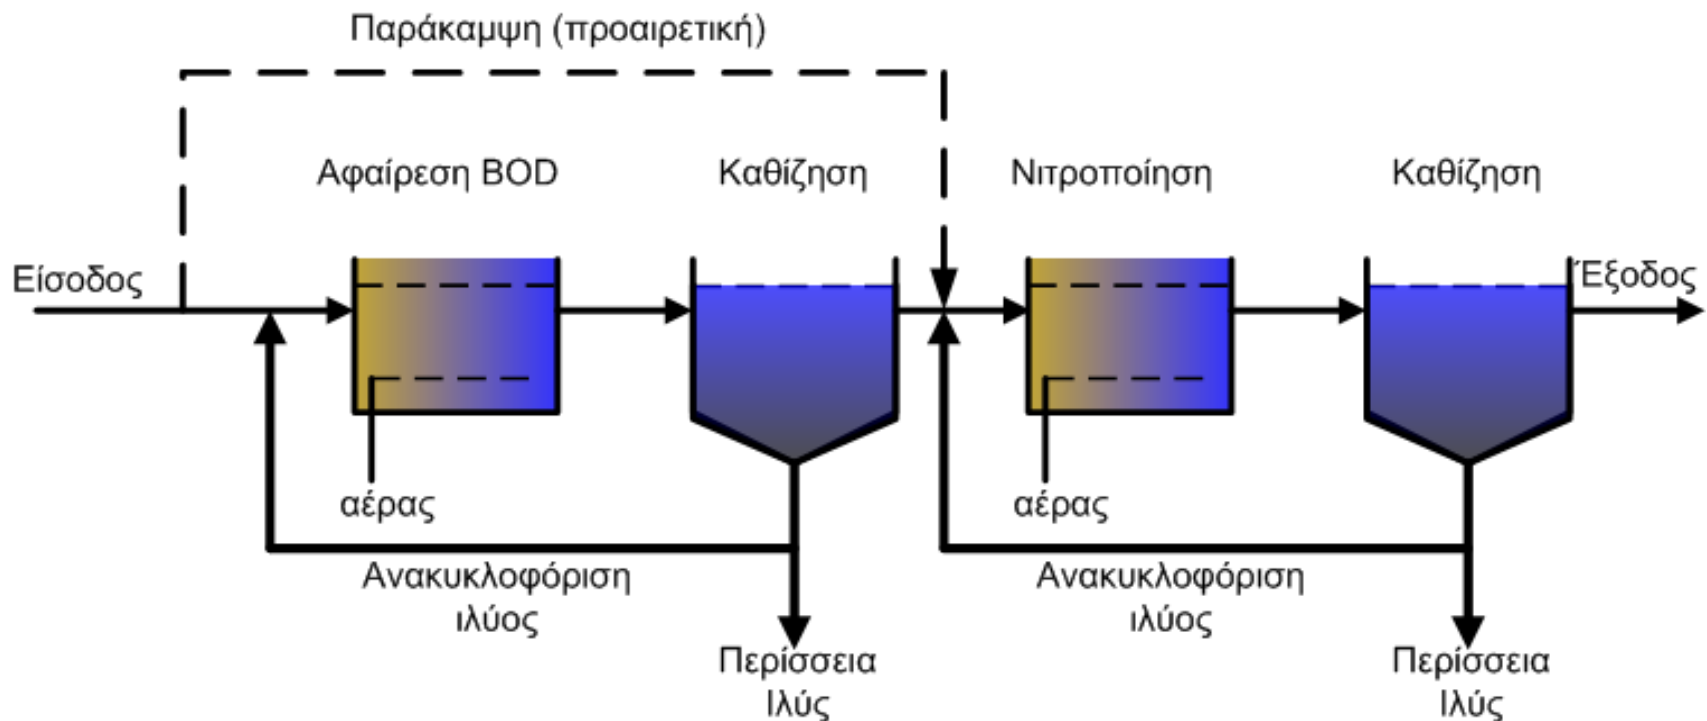 Παράκαμψη (προαιρετική)
Αφαίρεση BOD
Καθίζηση
Νιτροποίηση
Καθίζηση
Είσοδος
Έξοδος
αέρας
αέρας
Ανακυκλοφόριση
ιλύος
Ανακυκλοφόριση
ιλύος
Περίσσεια
Ιλύς
Περίσσεια
Ιλύς